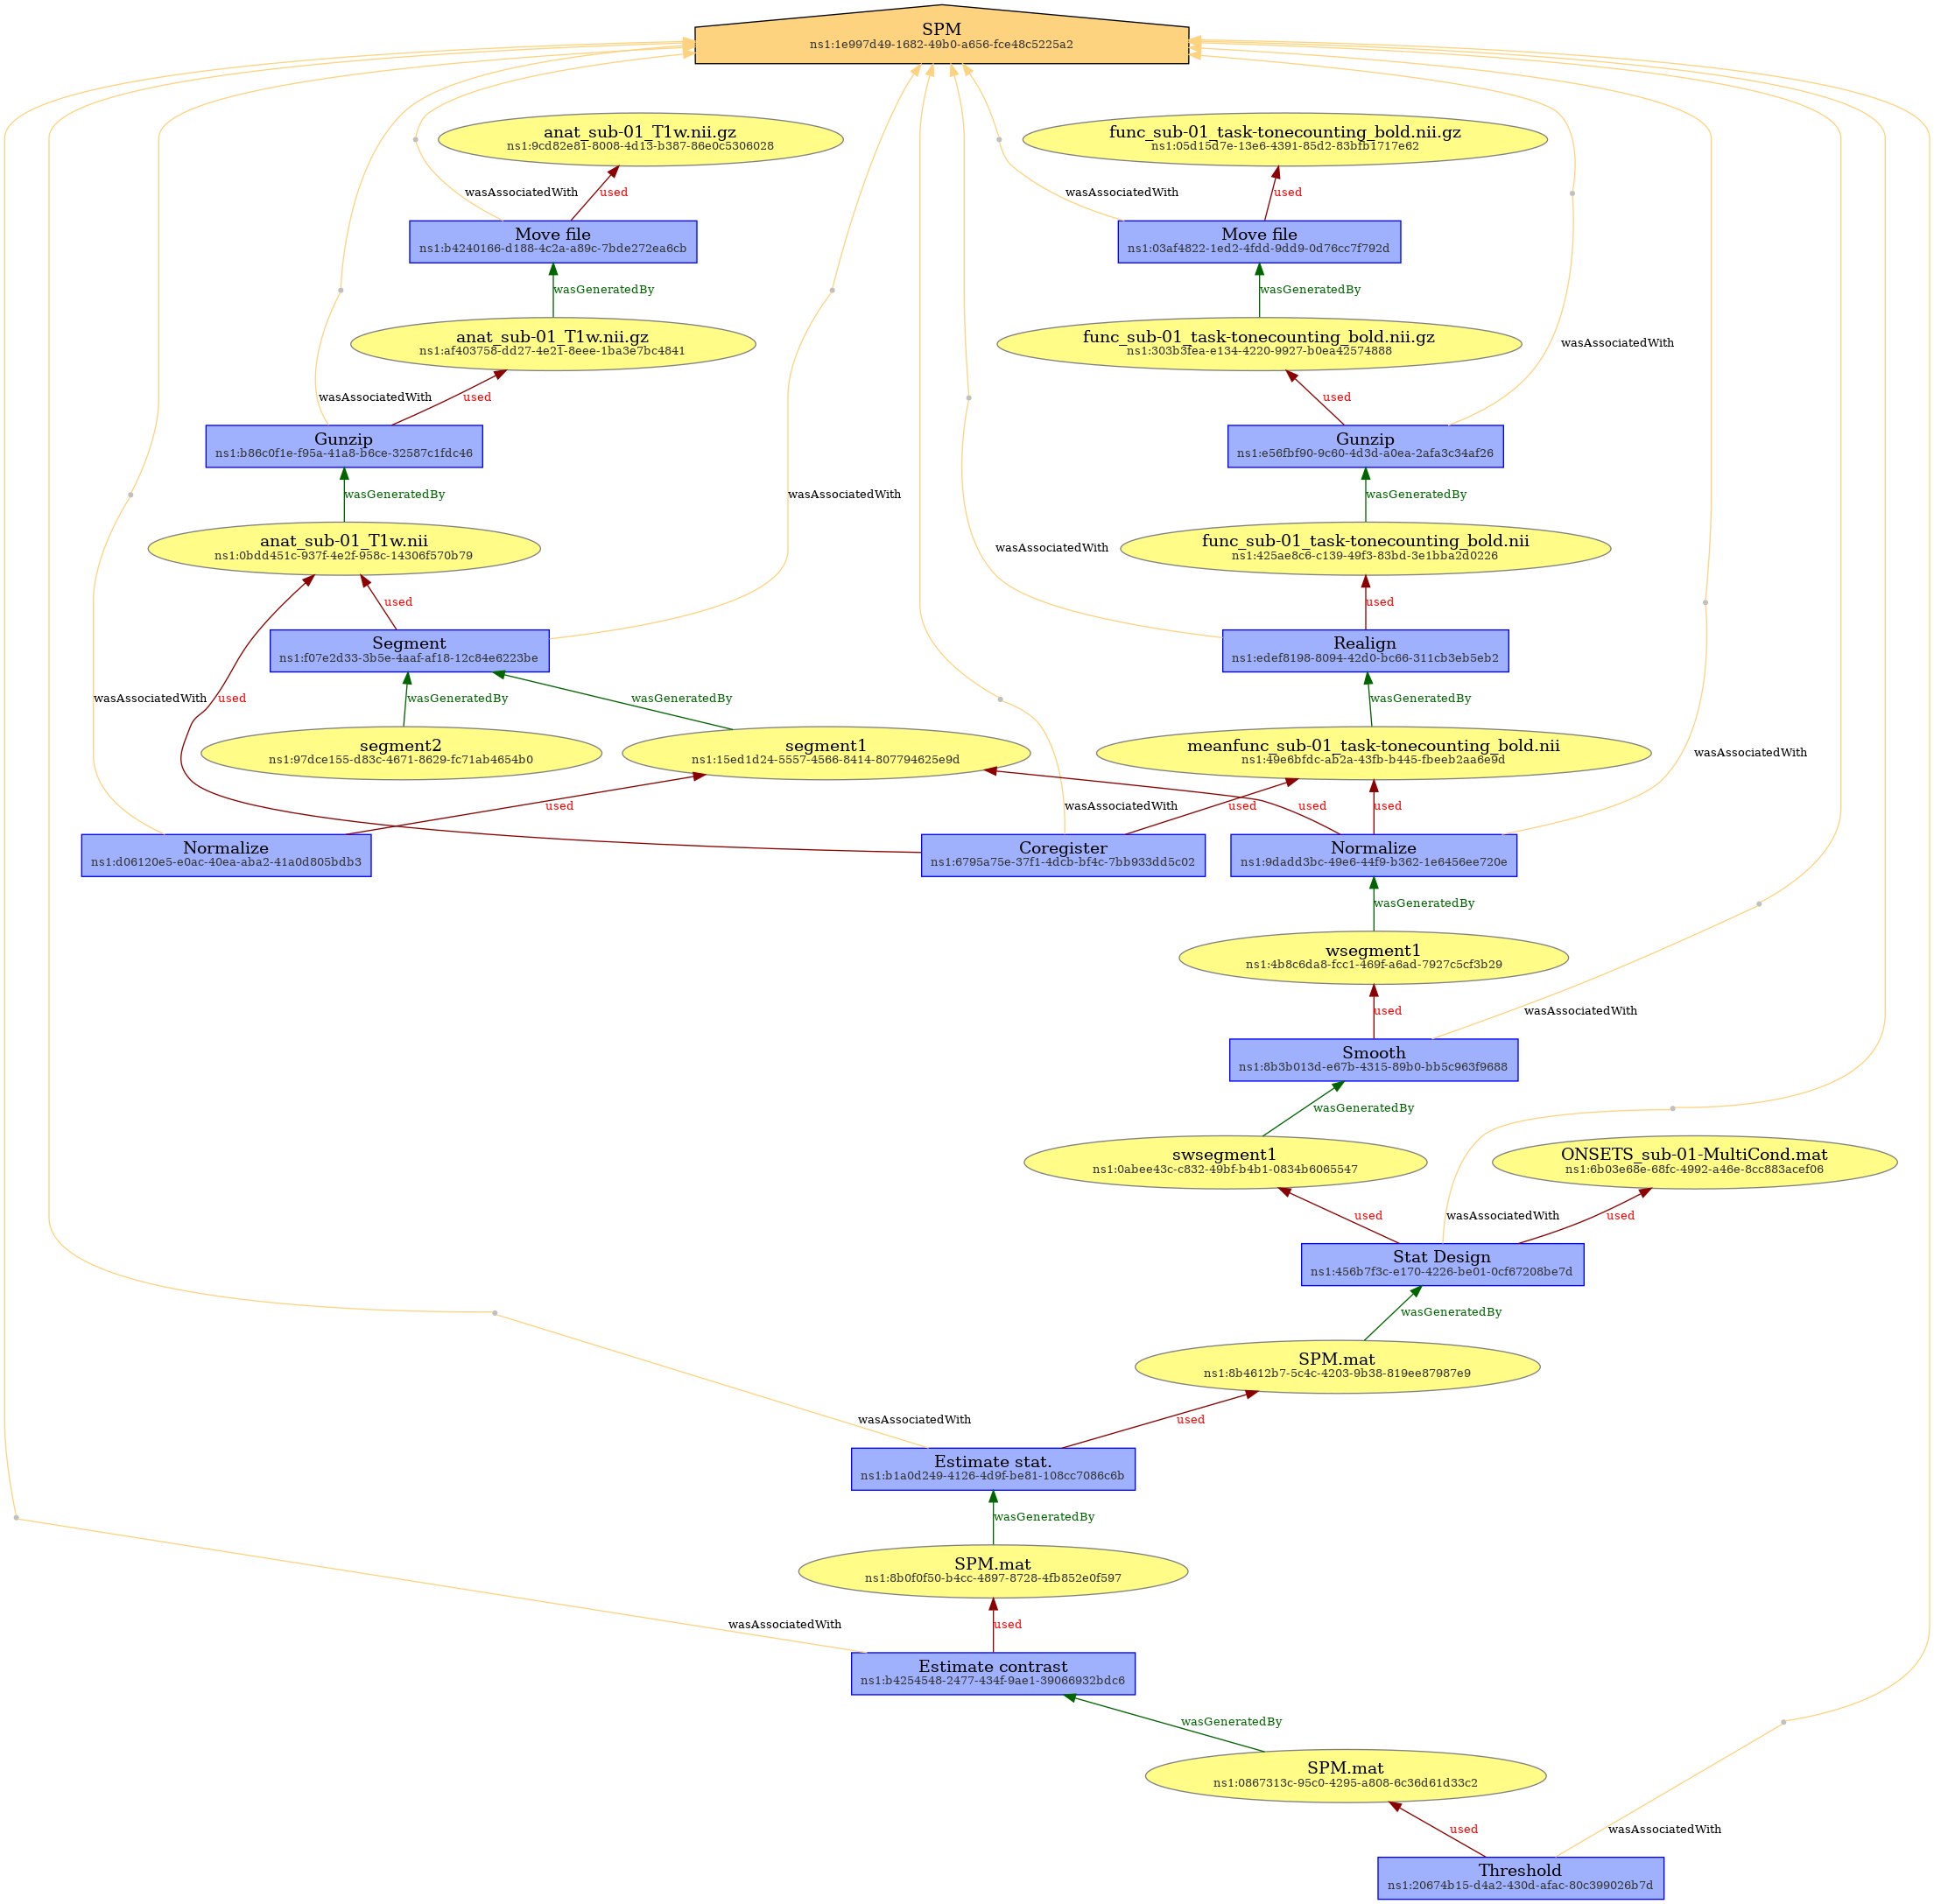 SPM
ns1:1e997d49-1682-49b0-a656-fce48c5225a2
anat_sub-01_T1w.nii.gz
ns1:9cd82e81-8008-4d13-b387-86e0c5306028
func_sub-01_task-tonecounting_bold.nii.gz
ns1:05d15d7e-13e6-4391-85d2-83bfb1717e62
wasAssociatedWith
used
wasAssociatedWith
used
Move file
ns1:b4240166-d188-4c2a-a89c-7bde272ea6cb
Move file
ns1:03af4822-1ed2-4fdd-9dd9-0d76cc7f792d
wasGeneratedBy
wasGeneratedBy
anat_sub-01_T1w.nii.gz
ns1:af403758-dd27-4e21-8eee-1ba3e7bc4841
func_sub-01_task-tonecounting_bold.nii.gz
ns1:303b3fea-e134-4220-9927-b0ea42574888
wasAssociatedWith
wasAssociatedWith
used
used
Gunzip
ns1:b86c0f1e-f95a-41a8-b6ce-32587c1fdc46
Gunzip
ns1:e56fbf90-9c60-4d3d-a0ea-2afa3c34af26
wasGeneratedBy
wasAssociatedWith
wasGeneratedBy
anat_sub-01_T1w.nii
ns1:0bdd451c-937f-4e2f-958c-14306f570b79
wasAssociatedWith
func_sub-01_task-tonecounting_bold.nii
ns1:425ae8c6-c139-49f3-83bd-3e1bba2d0226
used
used
Segment
ns1:f07e2d33-3b5e-4aaf-af18-12c84e6223be
Realign
ns1:edef8198-8094-42d0-bc66-311cb3eb5eb2
wasAssociatedWith
used
wasGeneratedBy
wasGeneratedBy
wasGeneratedBy
segment2
ns1:97dce155-d83c-4671-8629-fc71ab4654b0
segment1
ns1:15ed1d24-5557-4566-8414-807794625e9d
meanfunc_sub-01_task-tonecounting_bold.nii
ns1:49e6bfdc-ab2a-43fb-b445-fbeeb2aa6e9d
wasAssociatedWith
used
wasAssociatedWith
used
used
used
Normalize
ns1:d06120e5-e0ac-40ea-aba2-41a0d805bdb3
Coregister
ns1:6795a75e-37f1-4dcb-bf4c-7bb933dd5c02
Normalize
ns1:9dadd3bc-49e6-44f9-b362-1e6456ee720e
wasGeneratedBy
wsegment1
ns1:4b8c6da8-fcc1-469f-a6ad-7927c5cf3b29
used
wasAssociatedWith
Smooth
ns1:8b3b013d-e67b-4315-89b0-bb5c963f9688
wasGeneratedBy
swsegment1
ns1:0abee43c-c832-49bf-b4b1-0834b6065547
ONSETS_sub-01-MultiCond.mat
ns1:6b03e68e-68fc-4992-a46e-8cc883acef06
used
wasAssociatedWith
used
Stat Design
ns1:456b7f3c-e170-4226-be01-0cf67208be7d
wasGeneratedBy
SPM.mat
ns1:8b4612b7-5c4c-4203-9b38-819ee87987e9
wasAssociatedWith
used
Estimate stat.
ns1:b1a0d249-4126-4d9f-be81-108cc7086c6b
wasGeneratedBy
SPM.mat
ns1:8b0f0f50-b4cc-4897-8728-4fb852e0f597
wasAssociatedWith
used
Estimate contrast
ns1:b4254548-2477-434f-9ae1-39066932bdc6
wasGeneratedBy
SPM.mat
ns1:0867313c-95c0-4295-a808-6c36d61d33c2
used
wasAssociatedWith
Threshold
ns1:20674b15-d4a2-430d-afac-80c399026b7d